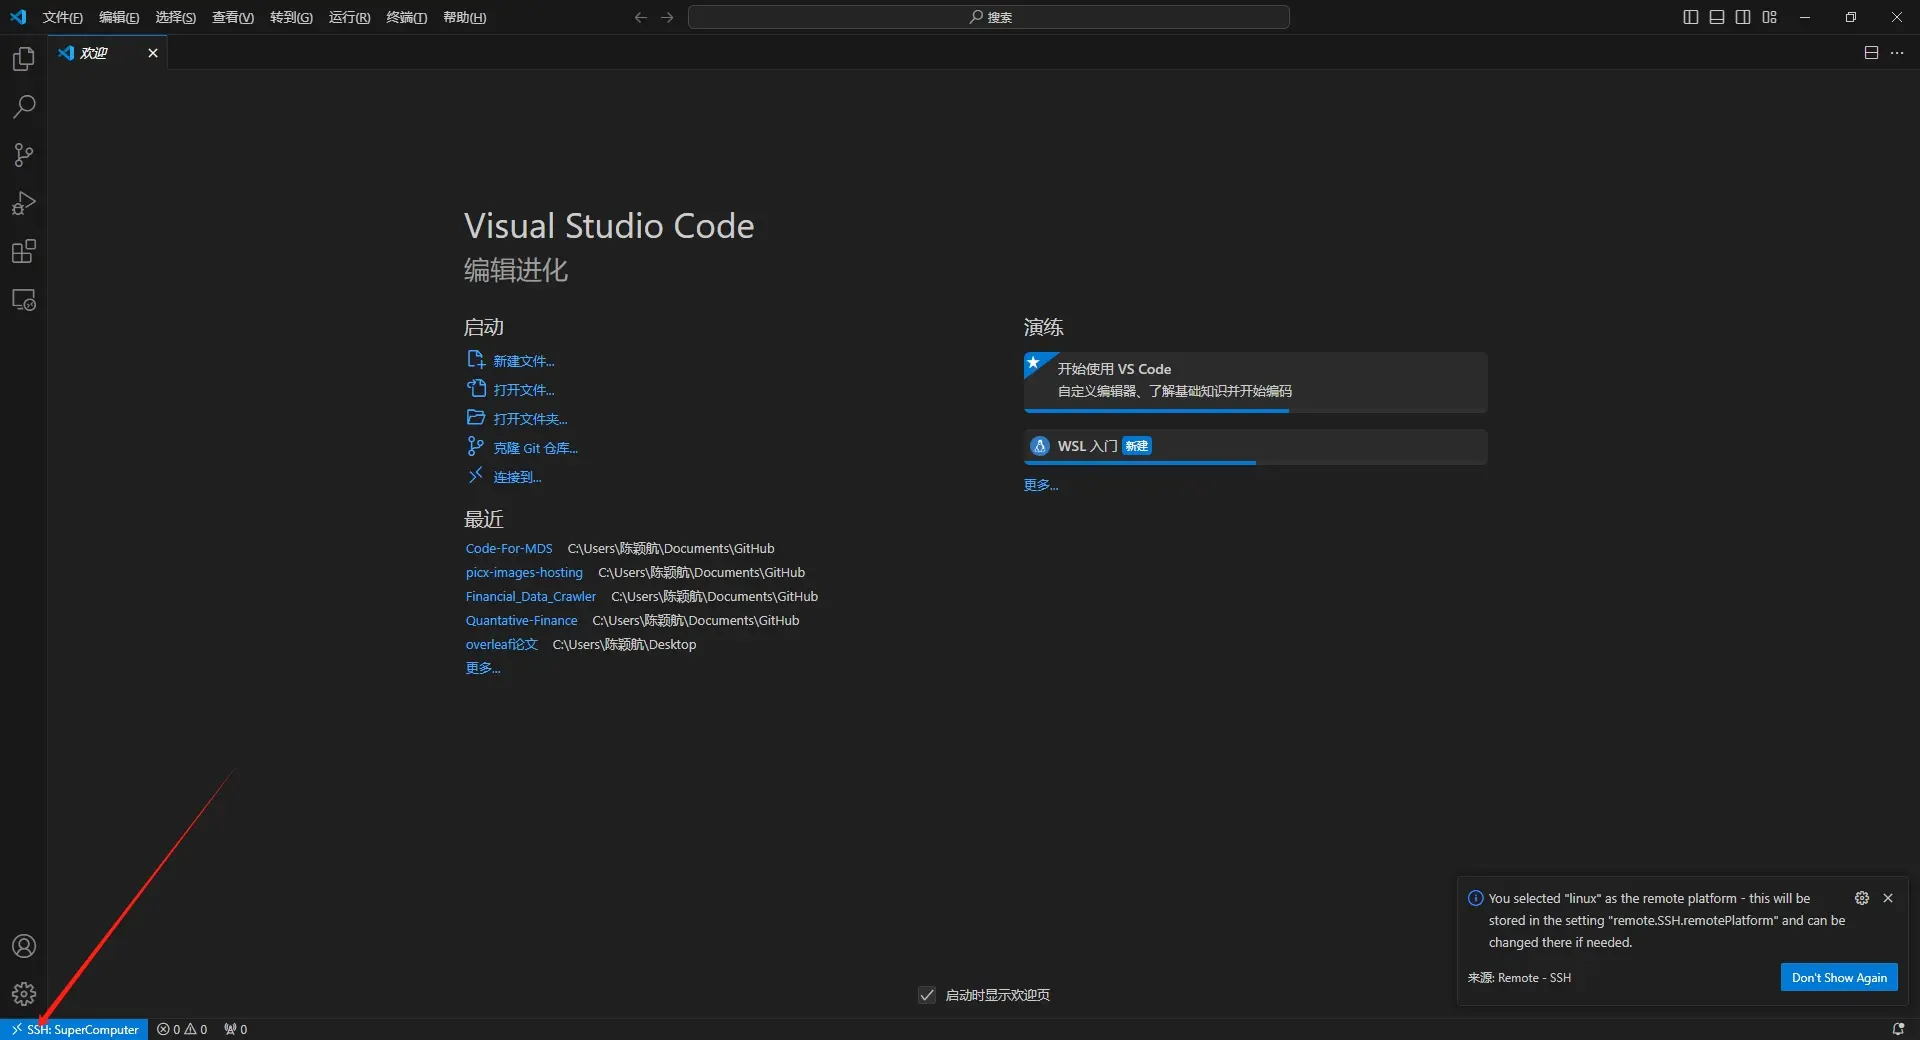 文件(F) 编辑(E) 选择(S) 查看(V) 转到(G) 运行(R) 终端(T) 帮助(H) 搜索
欢迎
Visual Studio Code
编辑进化
启动
新建文件...
打开文件...
打开文件夹...
克隆 Git 仓库...
连接到...
最近
Code-For-MDS C:\Users\陈颖航\Documents\GitHub
picx-images-hosting C:\Users\陈颖航\Documents\GitHub
Financial_Data_Crawler C:\Users\陈颖航\Documents\GitHub
Quantative-Finance C:\Users\陈颖航\Documents\GitHub
overleaf论文 C:\Users\陈颖航\Desktop
更多...
演练
开始使用 VS Code
自定义编辑器、了解基础知识并开始编码
WSL 入门 新建
更多...
You selected "linux" as the remote platform - this will be
stored in the setting "remote.SSH.remotePlatform" and can be
changed there if needed.
来源: Remote - SSH Don't Show Again
启动时显示欢迎页
SSH: SuperComputer 0 0 0